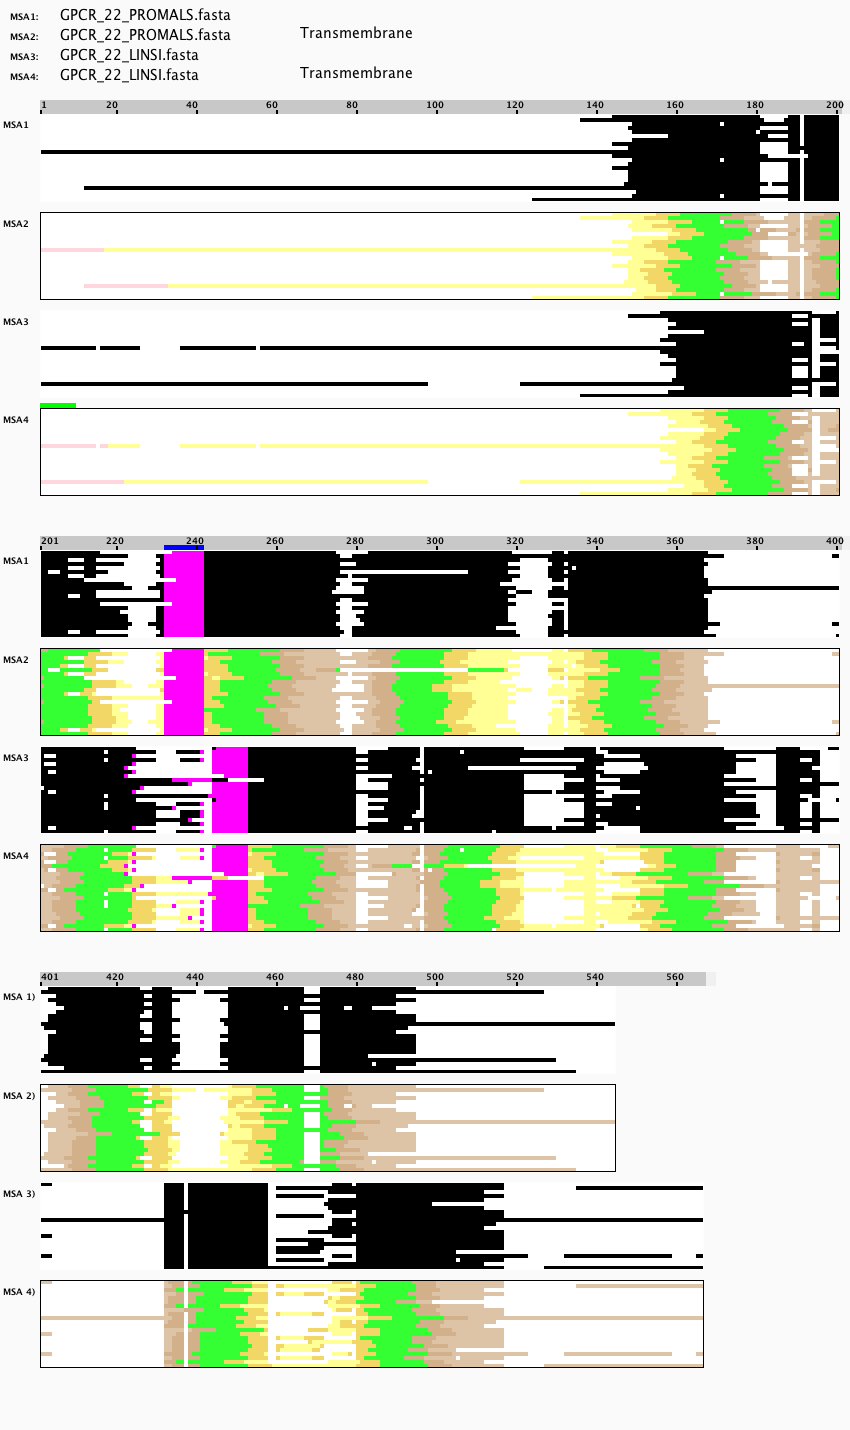 MSA1: GPCR_22_PROMALS.fasta
MSA2: GPCR_22_PROMALS.fasta Transmembrane
MSA3: GPCR_22_LINSI.fasta
MSA4: GPCR_22_LINSI.fasta Transmembrane
1 20 40 60 80 100 120 140 160 180 200
MSA1
MSA2
MSA3
MSA4
201 220 240 260 280 300 320 340 360 380 400
MSA1
MSA2
MSA3
MSA4
401 420 440 460 480 500 520 540 560
MSA 1)
MSA 2)
MSA 3)
MSA 4)